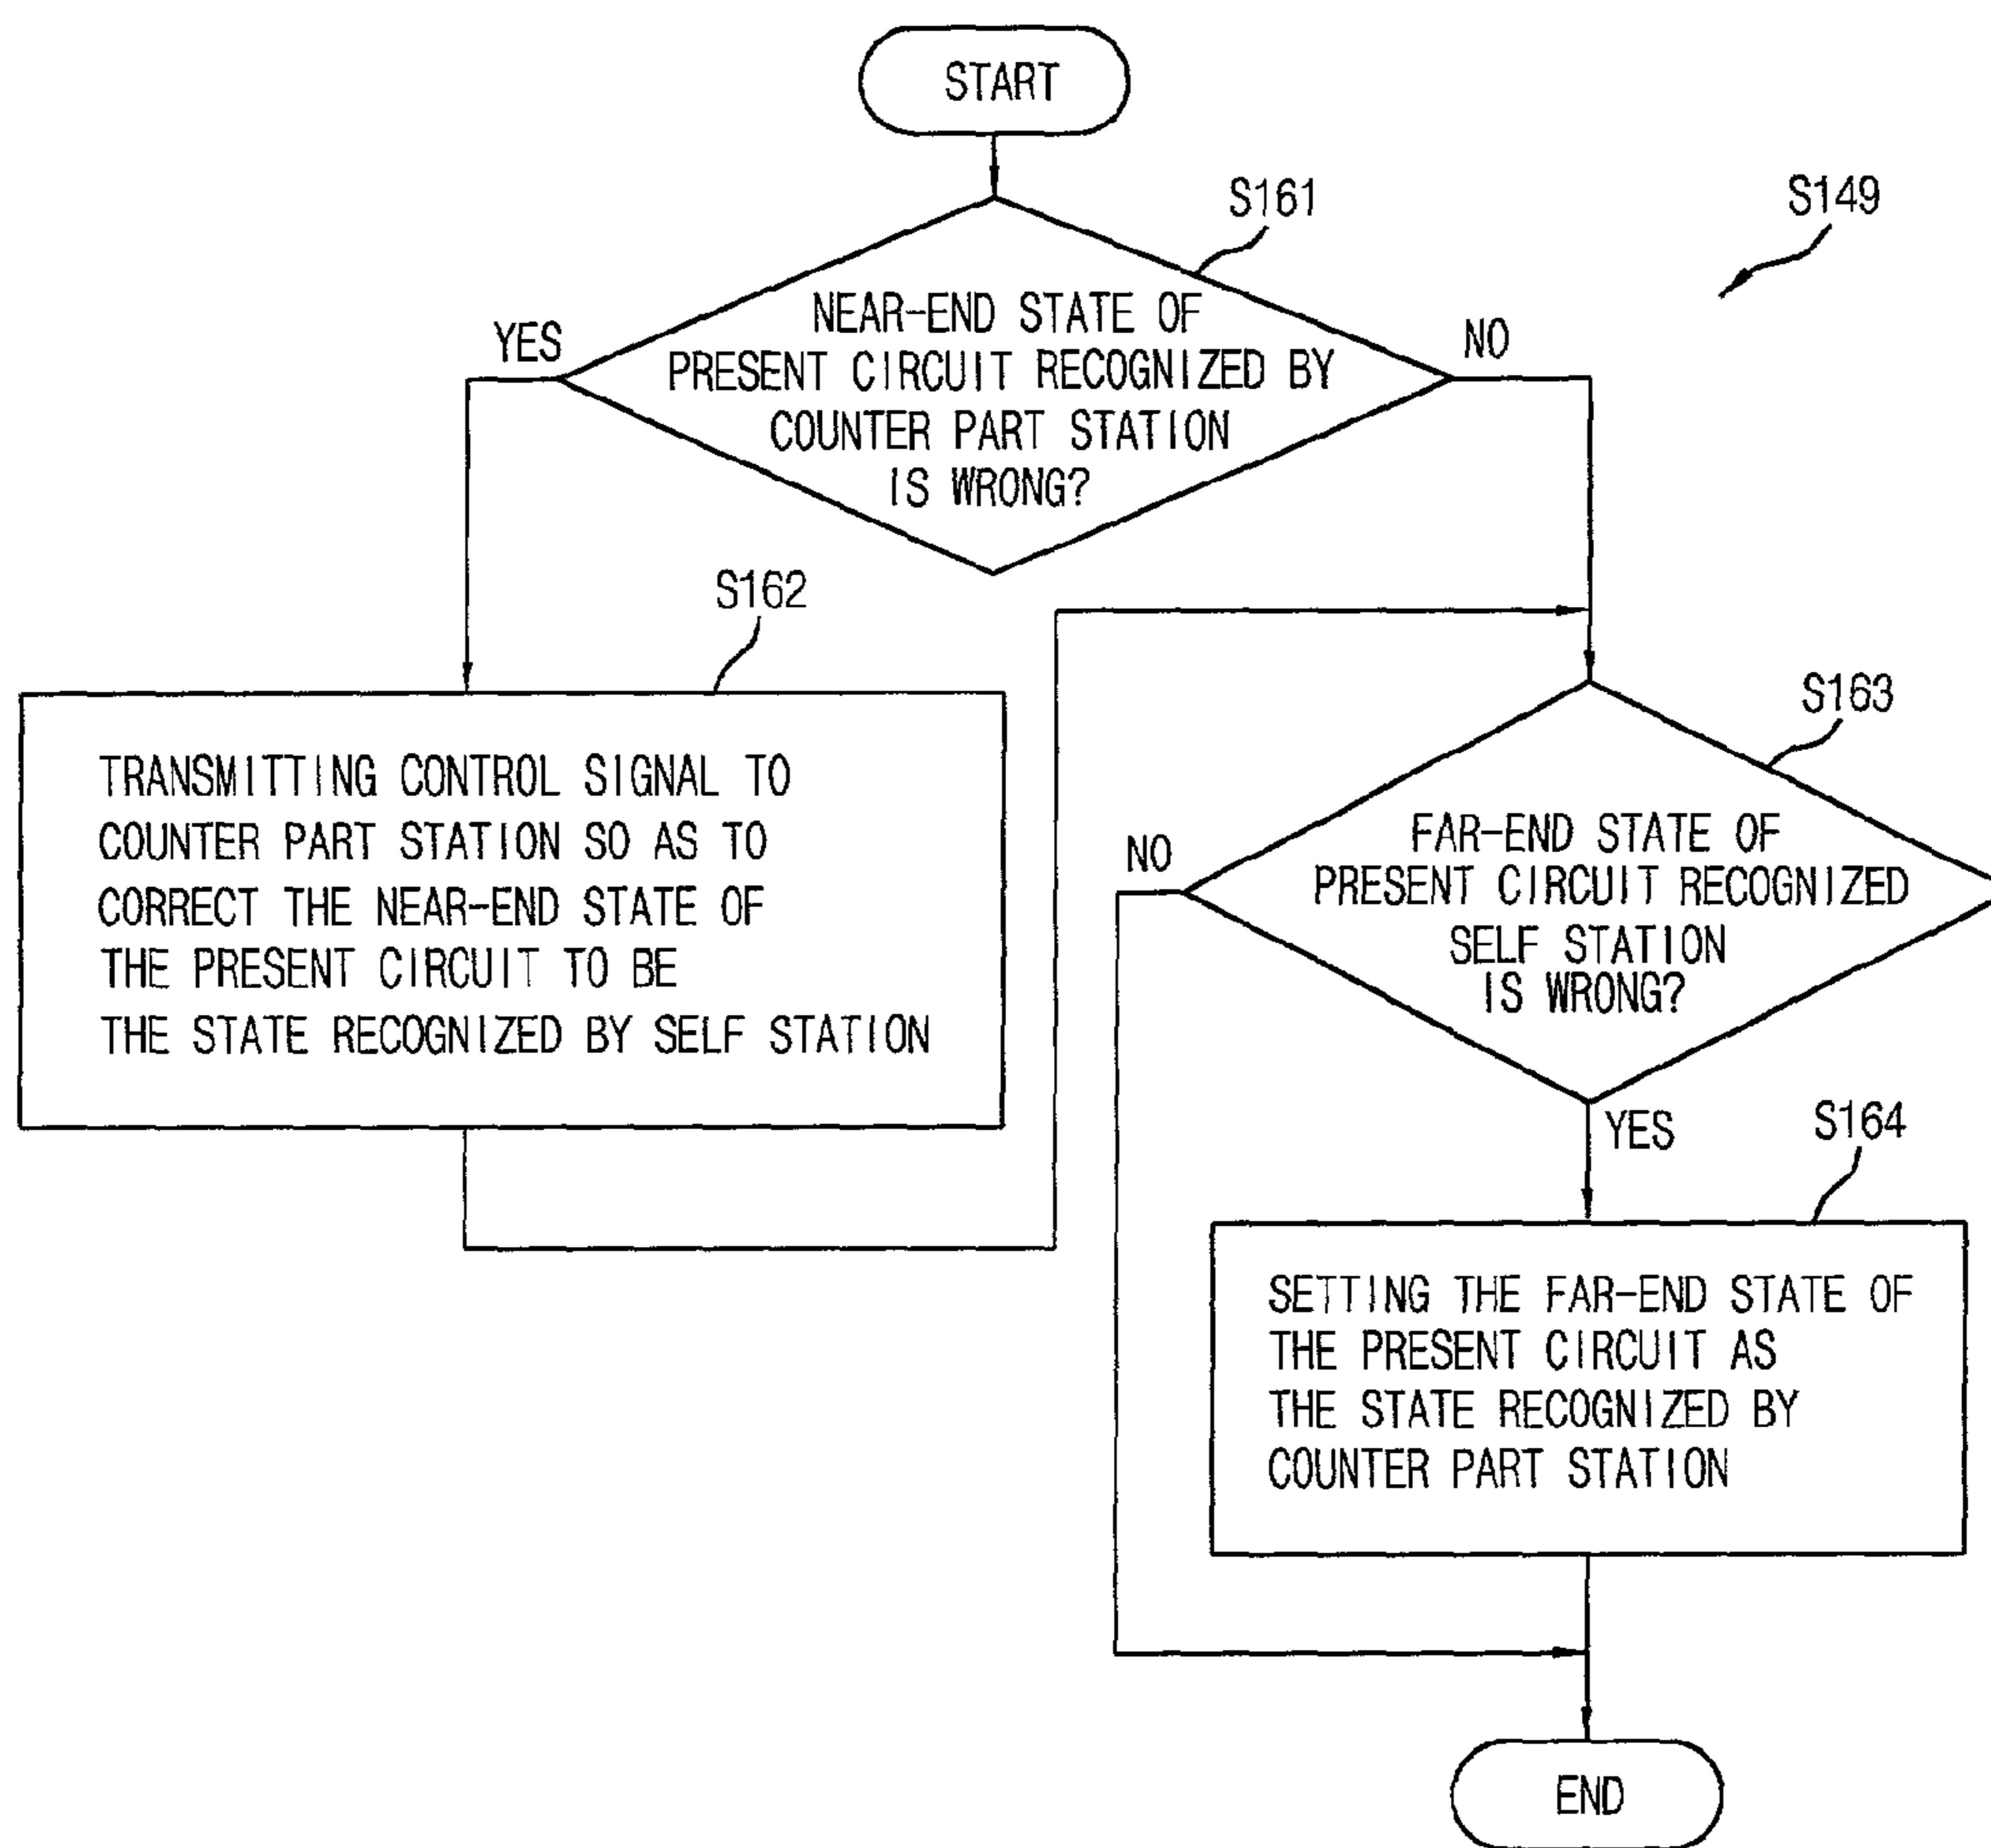 START
S161
S149
NEAR-END STATE OF
PRESENT CIRCUIT RECOGNIZED BY
COUNTER PART STATION
IS WRONG?
YES
NO
S162
TRANSMITTING CONTROL SIGNAL TO
COUNTER PART STATION SO AS TO
CORRECT THE NEAR-END STATE OF
THE PRESENT CIRCUIT TO BE
THE STATE RECOGNIZED BY SELF STATION
S163
FAR-END STATE OF
PRESENT CIRCUIT RECOGNIZED
SELF STATION
IS WRONG?
NO
YES
S164
SETTING THE FAR-END STATE OF
THE PRESENT CIRCUIT AS
THE STATE RECOGNIZED BY
COUNTER PART STATION
END